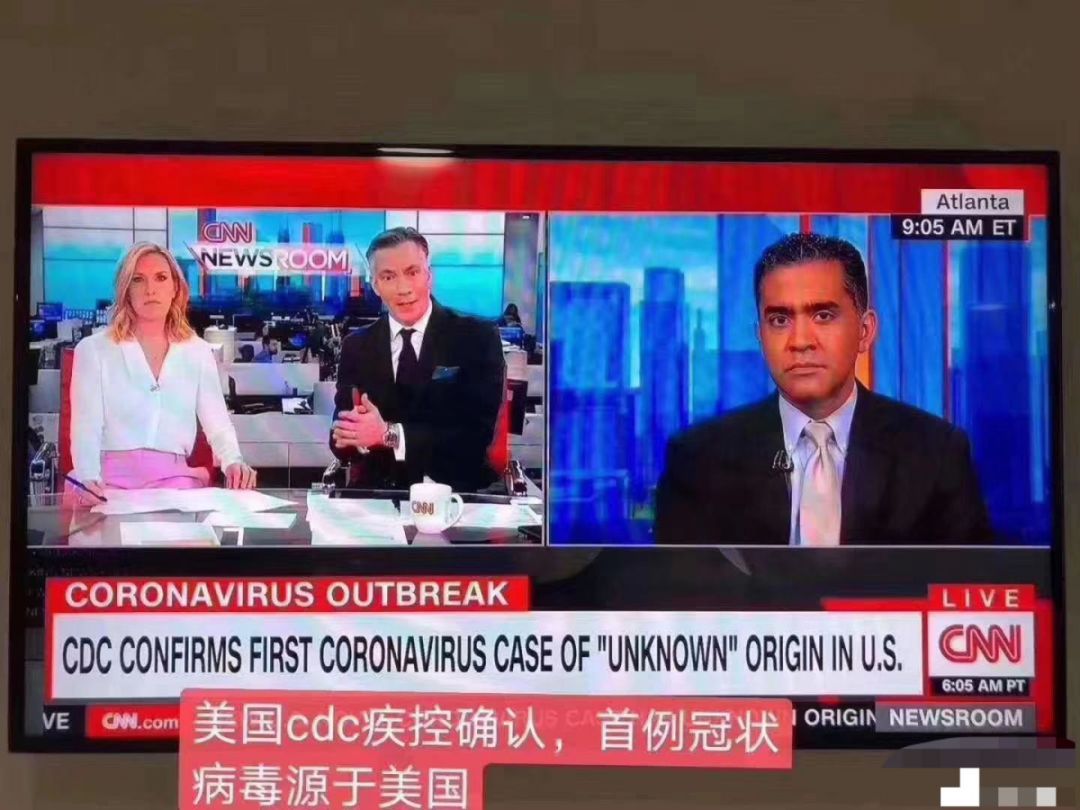 Atlanta
9:05 AM ET
CNN
NEWSROOM
CNN
CORONAVIRUS OUTBREAK
LIVE
CDC CONFIRMS FIRST CORONAVIRUS CASE OF "UNKNOWN" ORIGIN IN U.S.
CNN
6:05 AM PT
VE
CNN.com
ORIGIN
NEWSROOM
美国cdc疾控确认，首例冠状
病毒源于美国